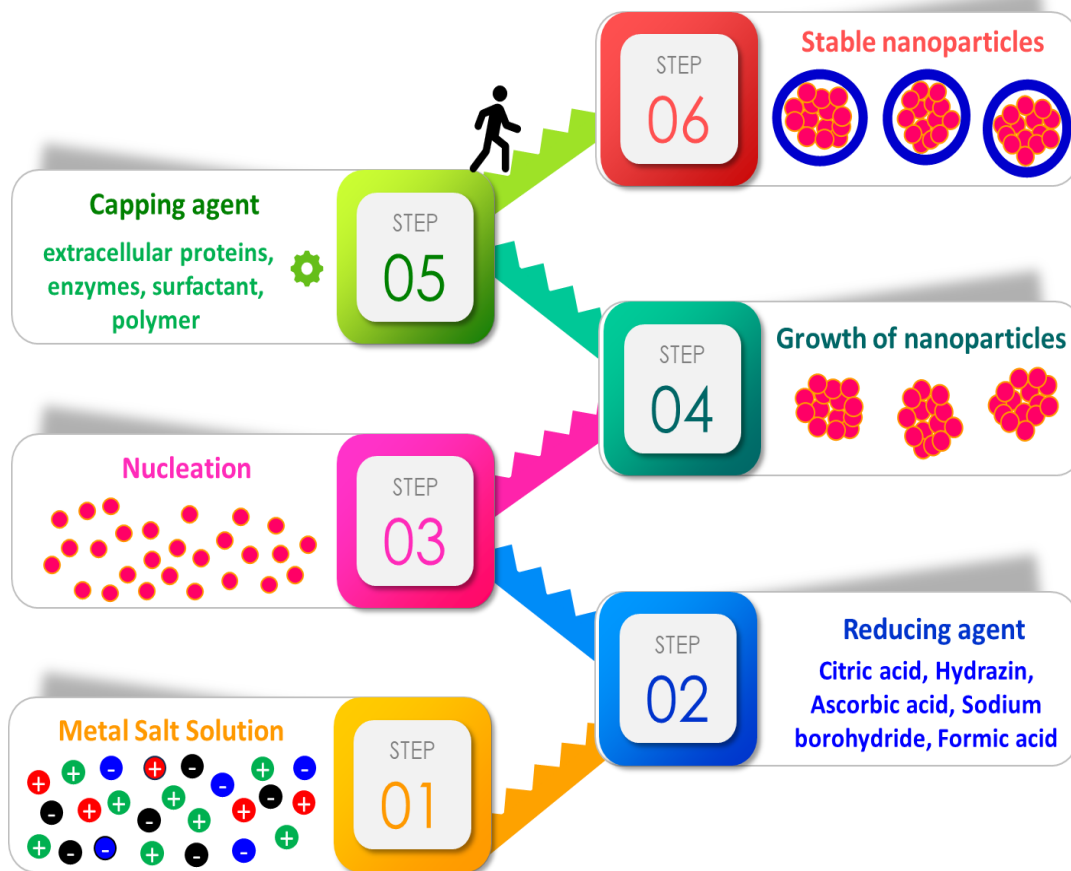 STEP
06
Stable nanoparticles
Capping agent
extracellular proteins,
enzymes, surfactant,
polymer
STEP
05
STEP
04
Growth of nanoparticles
Nucleation
STEP
03
STEP
02
Reducing agent
Citric acid, Hydrazin,
Ascorbic acid, Sodium
borohydride, Formic acid
Metal Salt Solution
+ + - + - + -
+ - + + - + - +
- + - +
+ - - + - - +
STEP
01